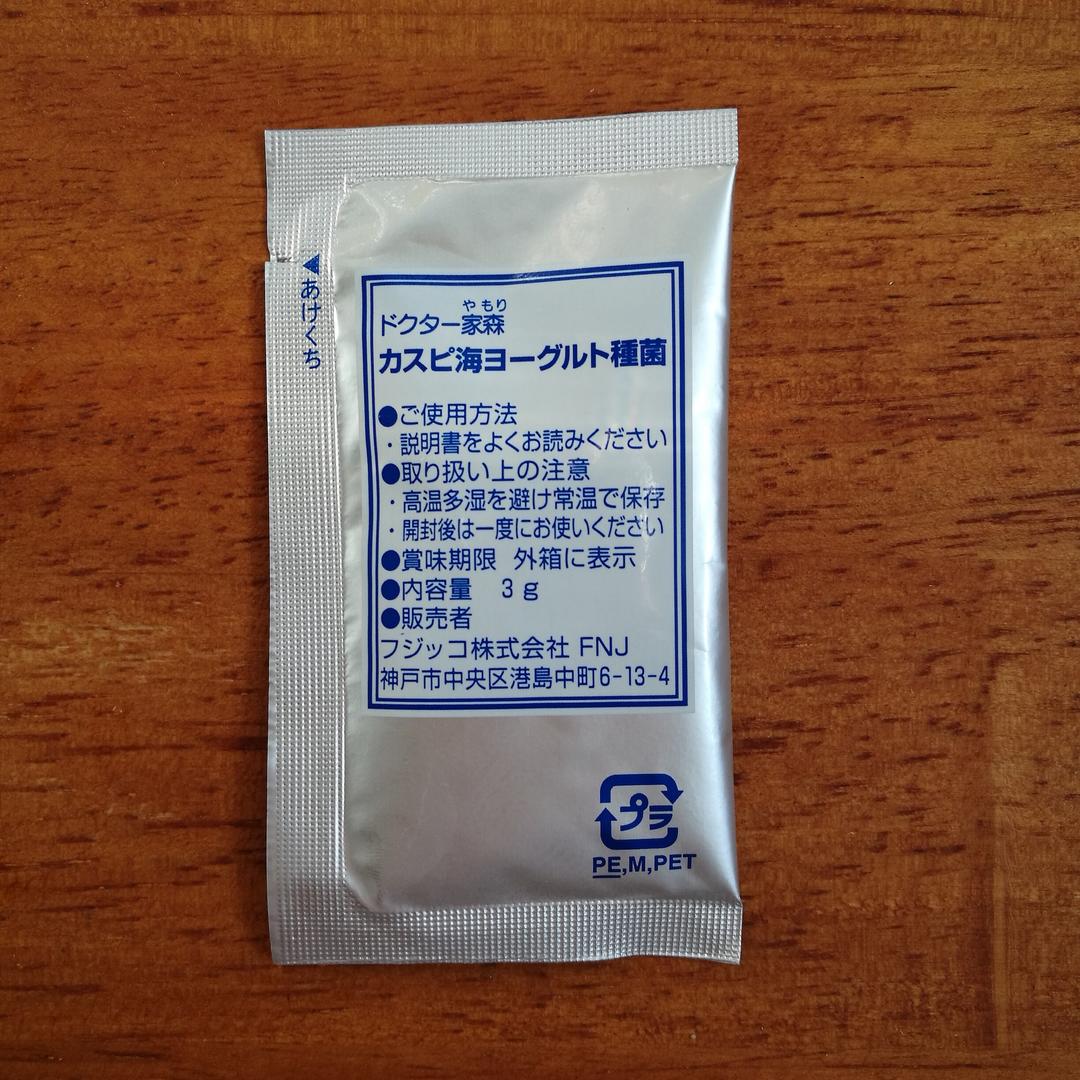 ◀あけくち
やもり
ドクター家森
カスピ海ヨーグルト種菌
●ご使用方法
・説明書をよくお読みください
●取り扱い上の注意
・高温多湿を避け常温で保存
・開封後は一度にお使いください
●賞味期限 外箱に表示
●内容量 3g
●販売者
フジッコ株式会社 FNJ
神戸市中央区港島中町6-13-4
プラ
PE,M,PET